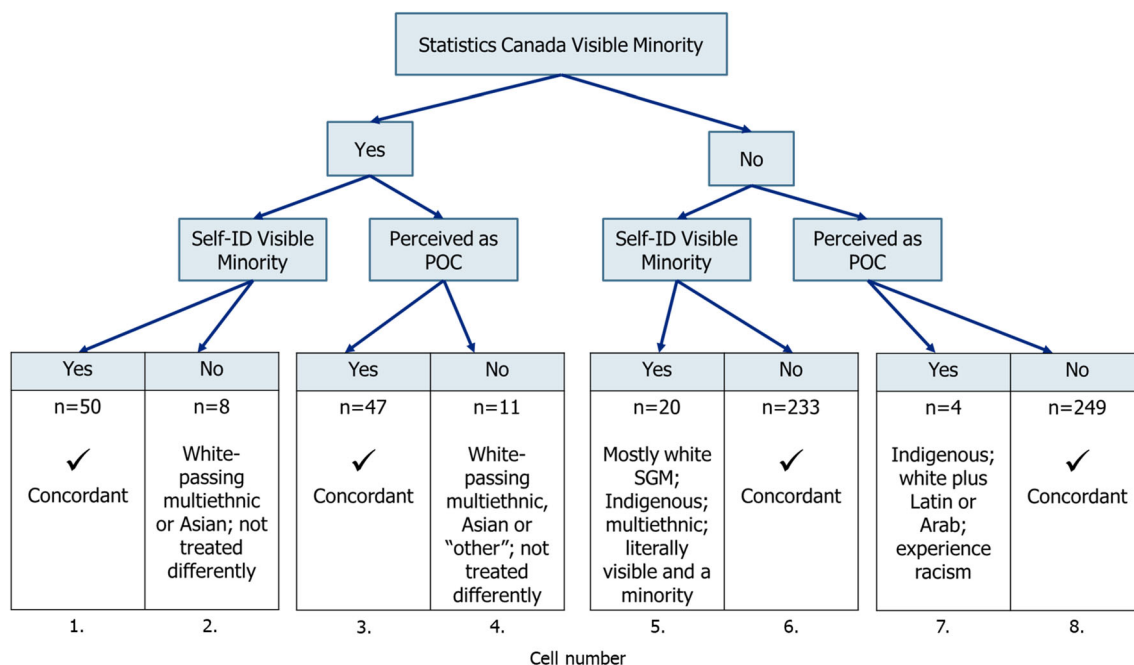 Statistics Canada Visible Minority
Yes
No
Self-ID Visible
Minority
Perceived as
POC
Self-ID Visible
Minority
Perceived as
POC
Yes
No
Yes
No
Yes
No
Yes
No
n=50
✓
Concordant
n=8
White-
passing
multiethnic
or Asian; not
treated
differently
n=47
✓
Concordant
n=11
White-
passing
multiethnic,
Asian or
“other”; not
treated
differently
n=20
Mostly white
SGM;
Indigenous;
multiethnic;
literally
visible and a
minority
n=233
✓
Concordant
n=4
Indigenous;
white plus
Latin or
Arab;
experience
racism
n=249
✓
Concordant
1.
2.
3.
4.
5.
6.
7.
8.
Cell number